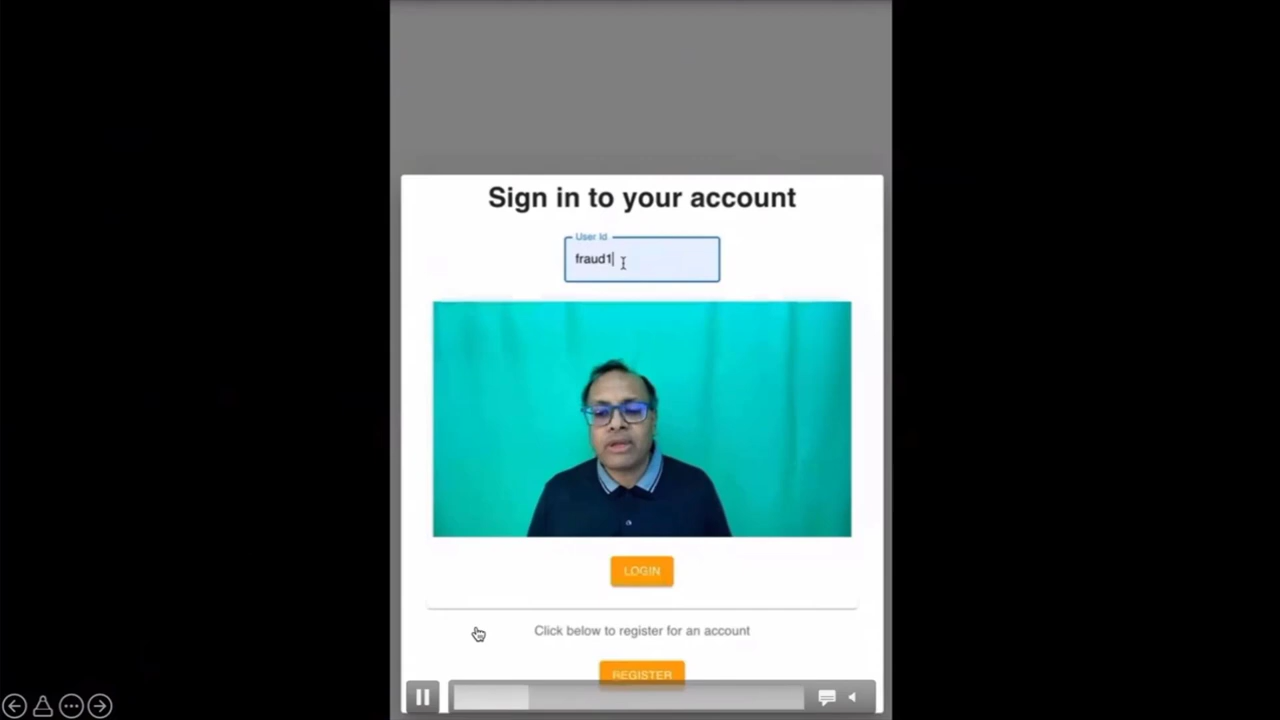 Sign in to your account
User Id
fraud1
LOGIN
Click below to register for an account
REGISTER